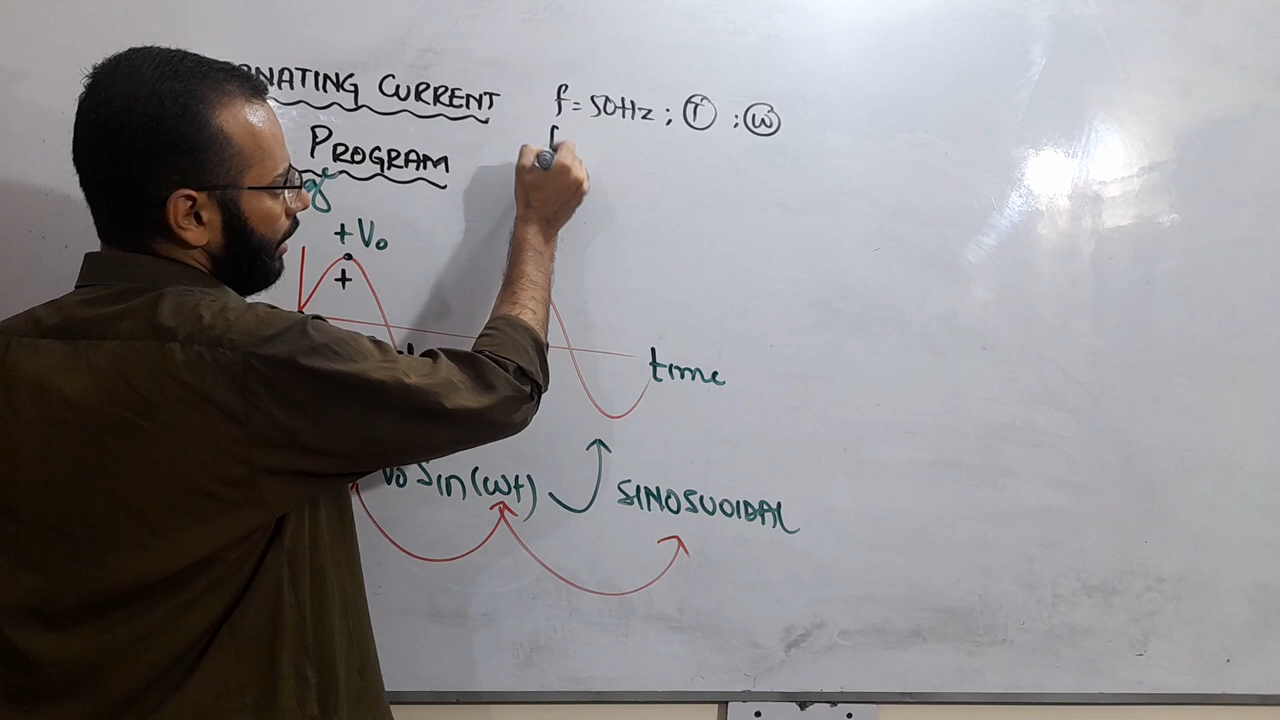 RNATING CURRENT
PROGRAM
f = 50Hz ; T ; ω
f
+V₀
+
time
V₀ Sin(ωt)
SINOSUOIDAL